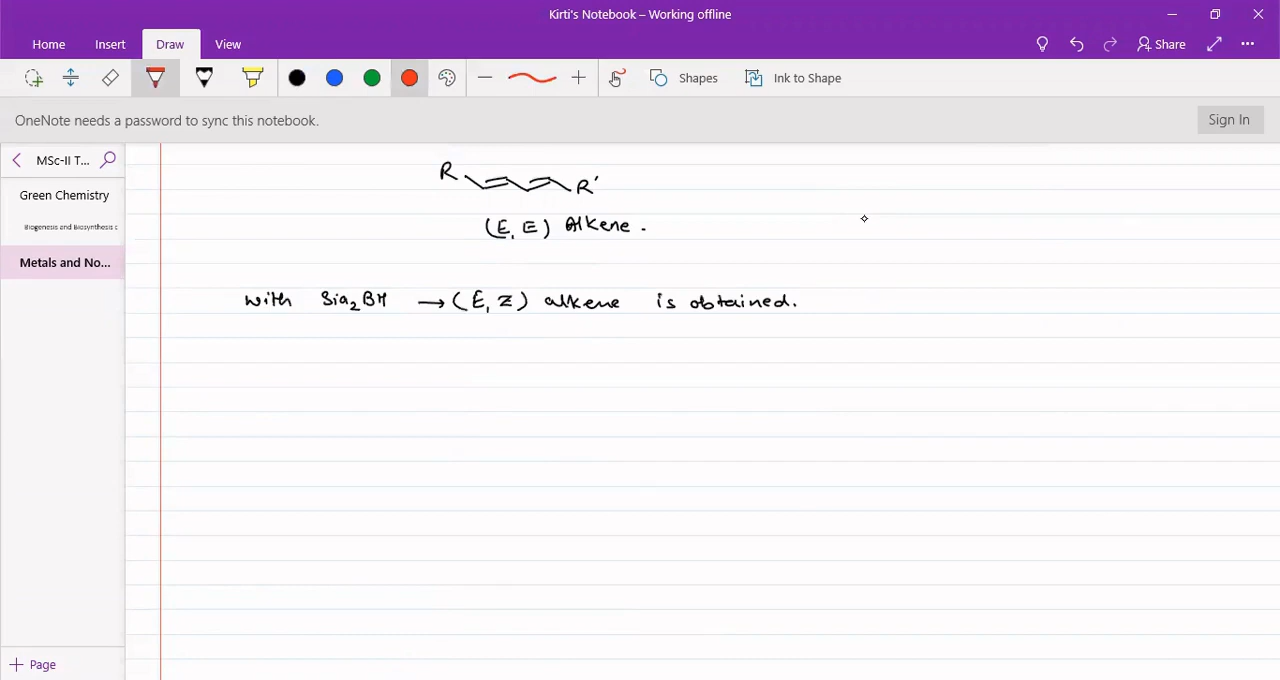 Kirti's Notebook – Working offline
Home Insert Draw View Share
Shapes Ink to Shape
OneNote needs a password to sync this notebook. Sign In
MSc-II T...
Green Chemistry
Biogenesis and Biosynthesis c
Metals and No...
R R'
(E, E) Alkene.
with Sia2BH → (E, Z) alkene is obtained.
+ Page